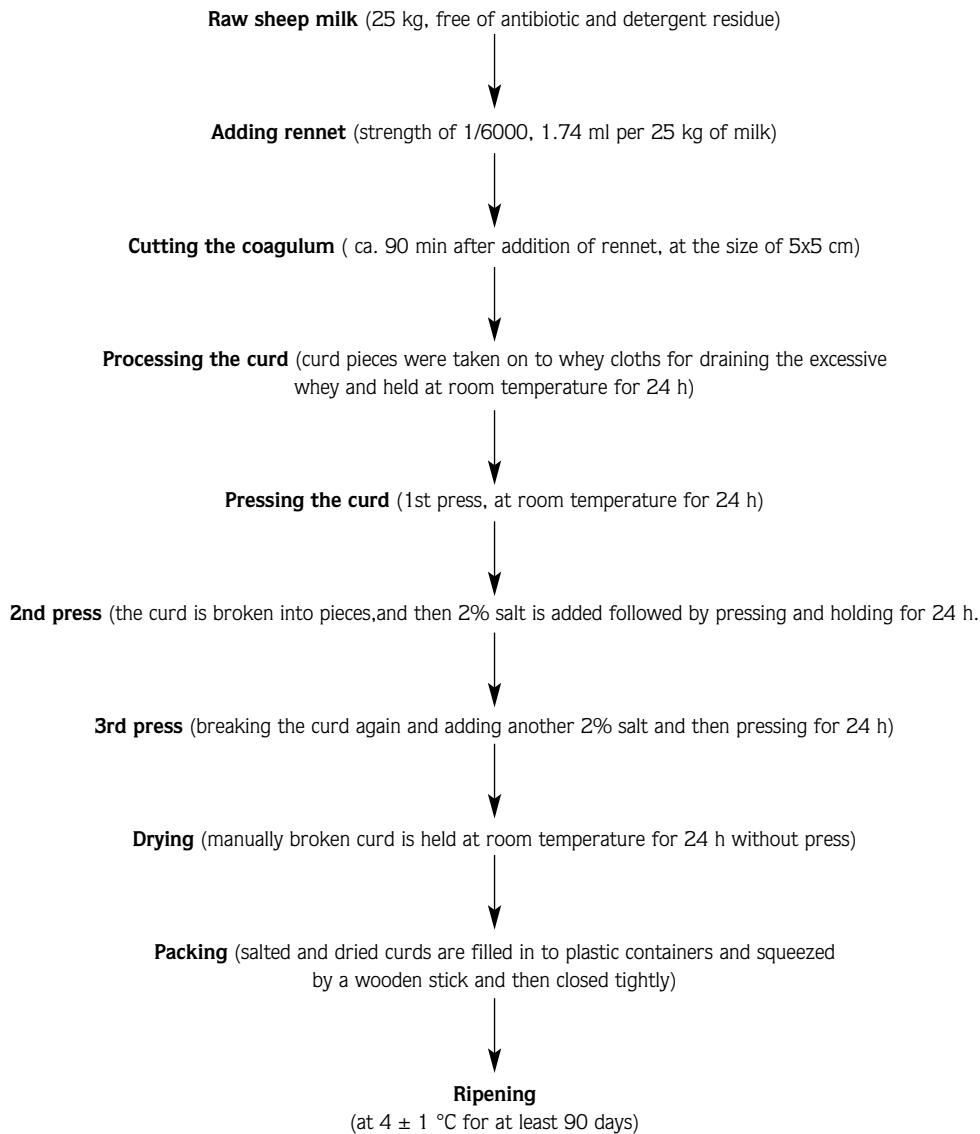 Raw sheep milk (25 kg, free of antibiotic and detergent residue)
Adding rennet (strength of 1/6000, 1.74 ml per 25 kg of milk)
Cutting the coagulum ( ca. 90 min after addition of rennet, at the size of 5x5 cm)
Processing the curd (curd pieces were taken on to whey cloths for draining the excessive
whey and held at room temperature for 24 h)
Pressing the curd (1st press, at room temperature for 24 h)
2nd press (the curd is broken into pieces,and then 2% salt is added followed by pressing and holding for 24 h.
3rd press (breaking the curd again and adding another 2% salt and then pressing for 24 h)
Drying (manually broken curd is held at room temperature for 24 h without press)
Packing (salted and dried curds are filled in to plastic containers and squeezed
by a wooden stick and then closed tightly)
Ripening
(at 4 ± 1 °C for at least 90 days)